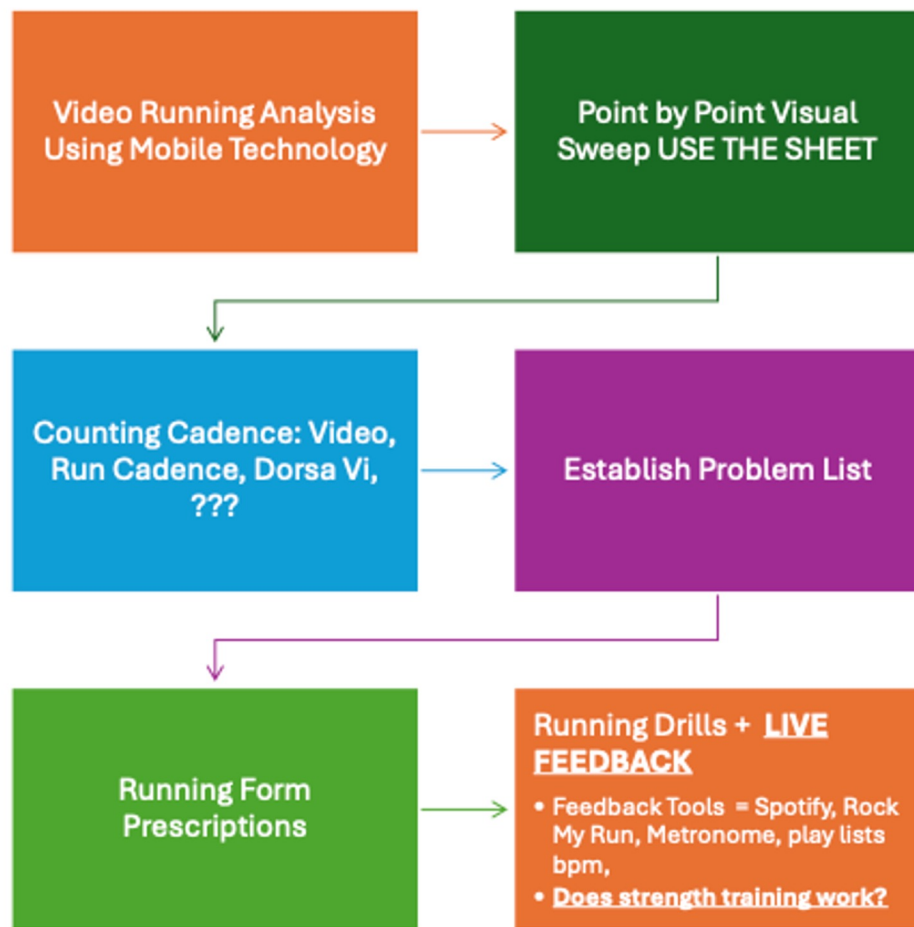 Video Running Analysis
Using Mobile Technology
Point by Point Visual
Sweep USE THE SHEET
Counting Cadence: Video,
Run Cadence, Dorsa Vi,
???
Establish Problem List
Running Form
Prescriptions
Running Drills + LIVE
FEEDBACK
• Feedback Tools = Spotify, Rock
My Run, Metronome, play lists
bpm,
• Does strength training work?